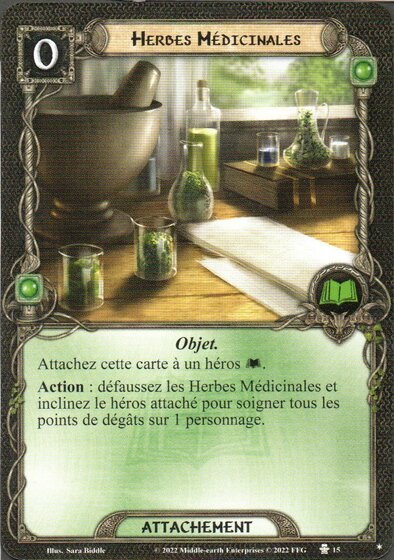 0
Herbes Médicinales
Objet.
Attachez cette carte à un héros .
Action : défaussez les Herbes Médicinales et
inclinez le héros attaché pour soigner tous les
points de dégâts sur 1 personnage.
ATTACHEMENT
Illus. Sara Biddle © 2022 Middle-earth Enterprises © 2022 FFG 15 *